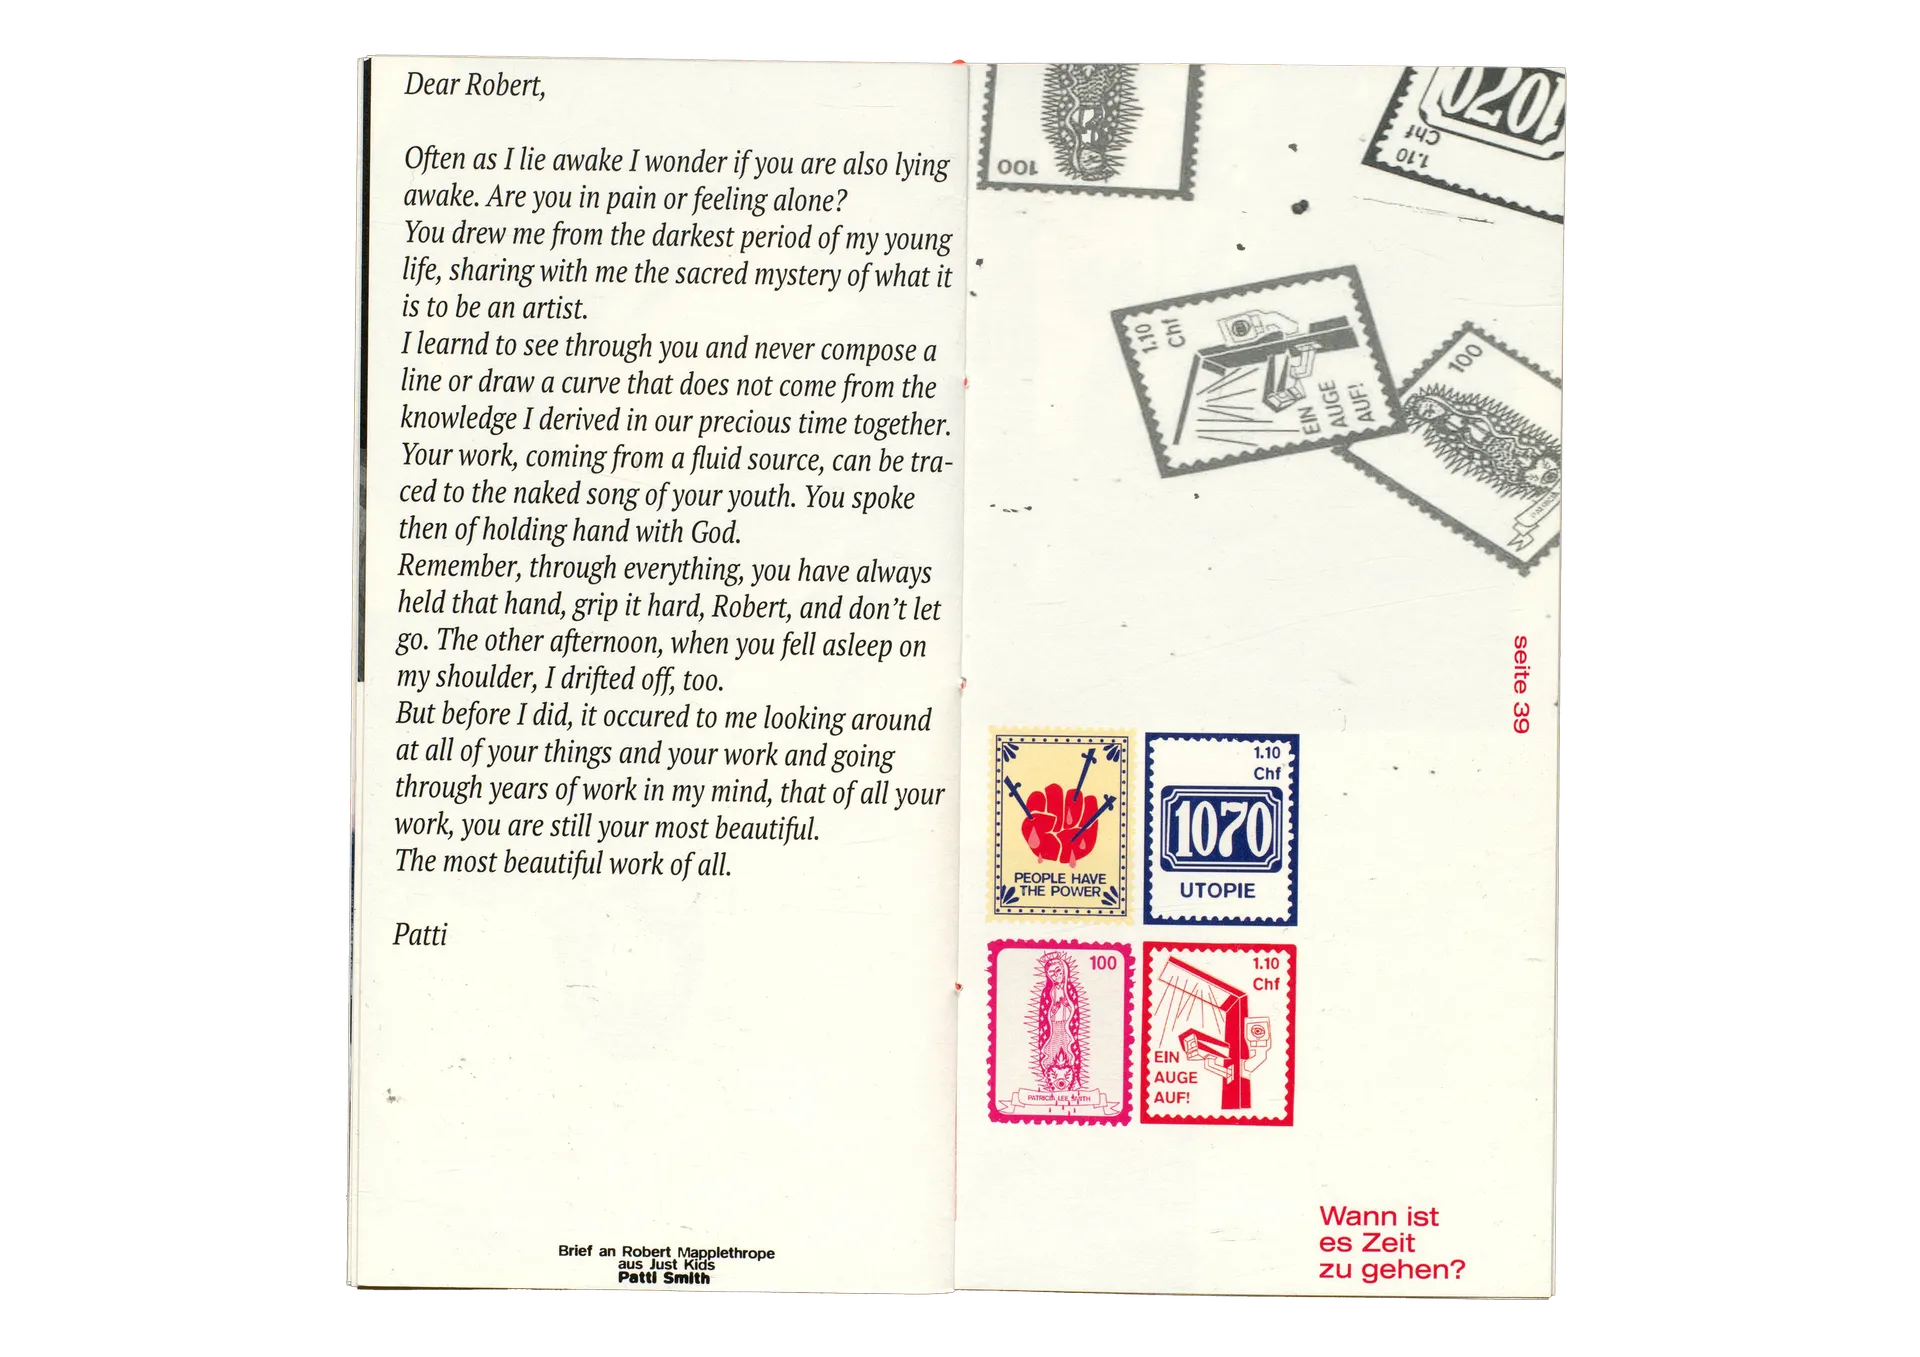 Dear Robert,
Often as I lie awake I wonder if you are also lying
awake. Are you in pain or feeling alone?
You drew me from the darkest period of my young
life, sharing with me the sacred mystery of what it
is to be an artist.
I learnd to see through you and never compose a
line or draw a curve that does not come from the
knowledge I derived in our precious time together.
Your work, coming from a fluid source, can be tra-
ced to the naked song of your youth. You spoke
then of holding hand with God.
Remember, through everything, you have always
held that hand, grip it hard, Robert, and don't let
go. The other afternoon, when you fell asleep on
my shoulder, I drifted off, too.
But before I did, it occured to me looking around
at all of your things and your work and going
through years of work in my mind, that of all your
work, you are still your most beautiful.
The most beautiful work of all.
Patti
Brief an Robert Mapplethrope
aus Just Kids
Patti Smith
100
1070
Chf
1.10
1.10
Chf
EIN
AUGE
AUF!
100
seite 39
PEOPLE HAVE
THE POWER
1.10
Chf
1070
UTOPIE
100
PATRICIA LEE SMITH
1.10
Chf
EIN
AUGE
AUF!
Wann ist
es Zeit
zu gehen?